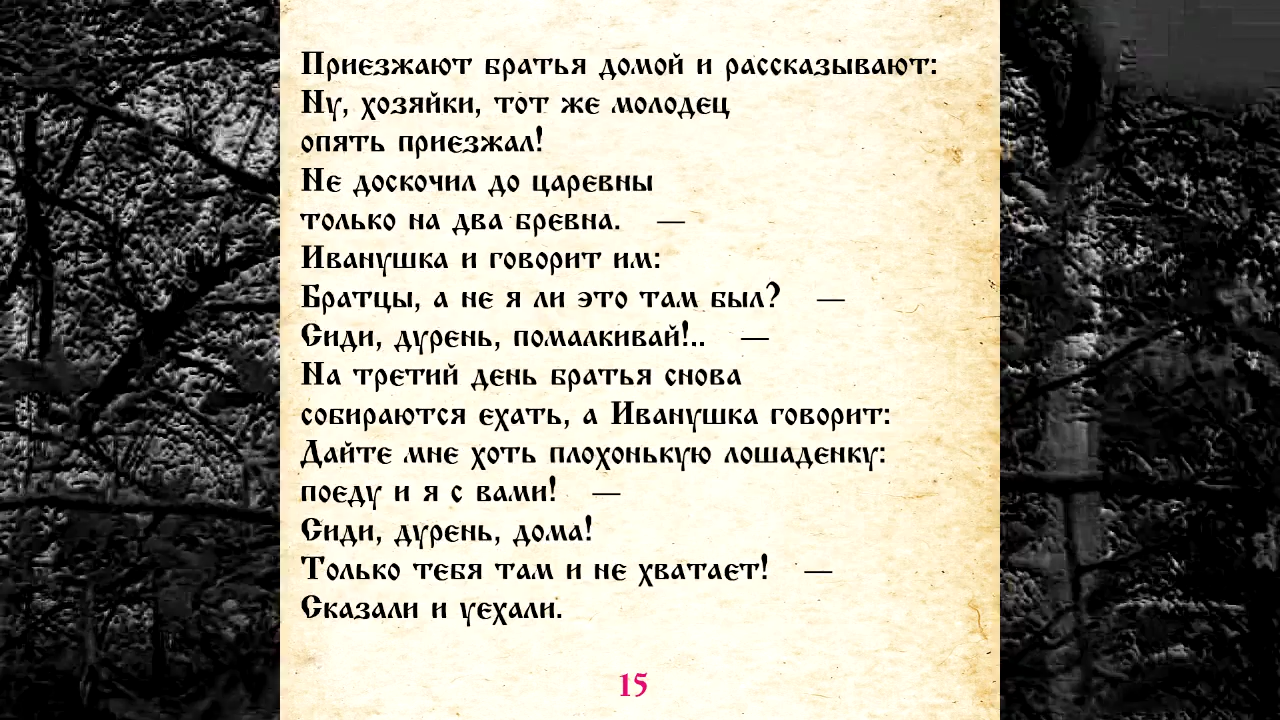 Приезжают братья домой и рассказывают:
Ну, хозяйки, тот же молодец
опять приезжал!
Не доскочил до царевны
только на два бревна. —
Иванушка и говорит им:
Братцы, а не я ли это там был? —
Сиди, дурень, помалкивай!.. —
На третий день братья снова
собираются ехать, а Иванушка говорит:
Дайте мне хоть плохонькую лошаденку:
поеду и я с вами! —
Сиди, дурень, дома!
Только тебя там и не хватает! —
Сказали и уехали.
15